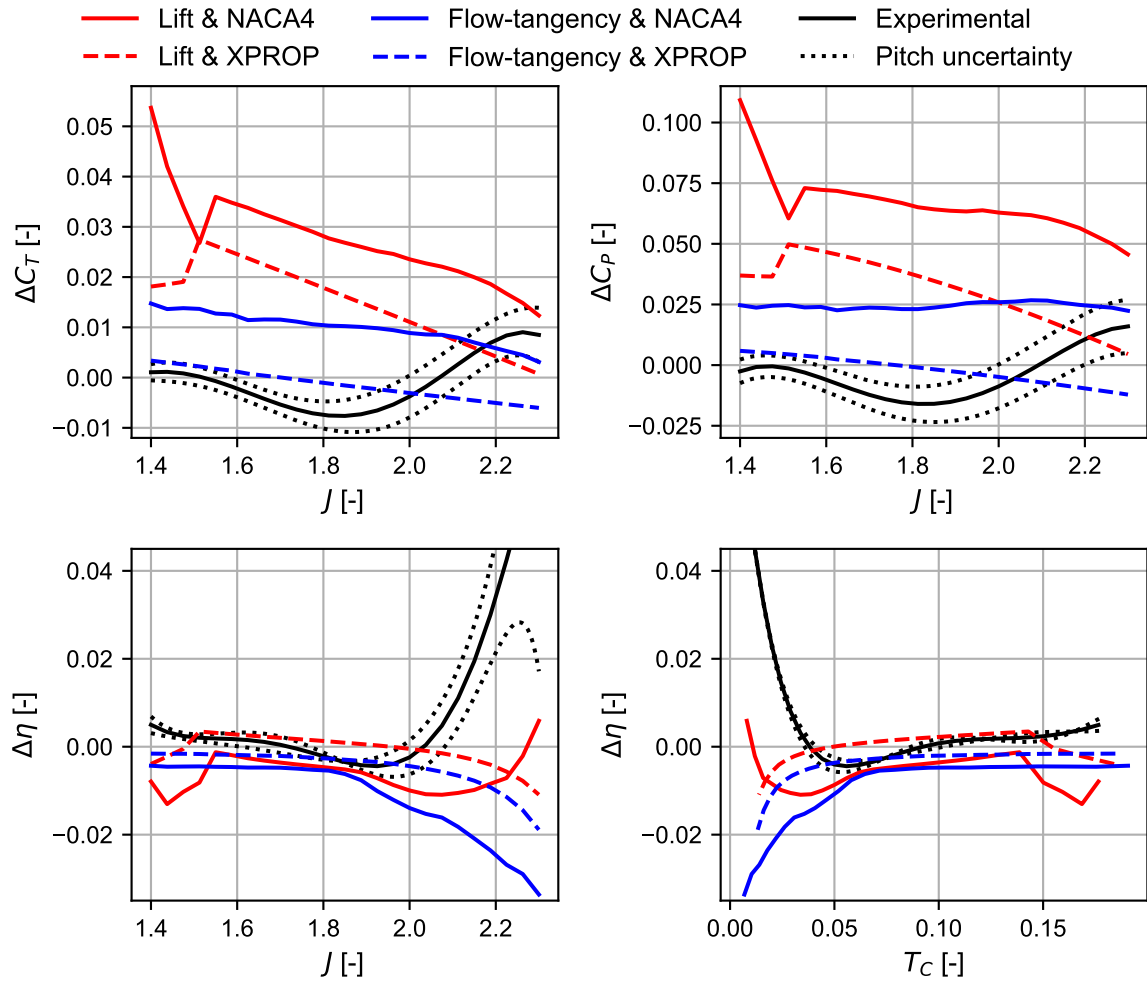 Lift & NACA4 Flow-tangency & NACA4 Experimental
Lift & XPROP Flow-tangency & XPROP Pitch uncertainty
ΔC_T [-]
0.05
0.04
0.03
0.02
0.01
0.00
−0.01
1.4 1.6 1.8 2.0 2.2
J [-]
ΔC_P [-]
0.100
0.075
0.050
0.025
0.000
−0.025
1.4 1.6 1.8 2.0 2.2
J [-]
Δη [-]
0.04
0.02
0.00
−0.02
1.4 1.6 1.8 2.0 2.2
J [-]
Δη [-]
0.04
0.02
0.00
−0.02
0.00 0.05 0.10 0.15
T_C [-]